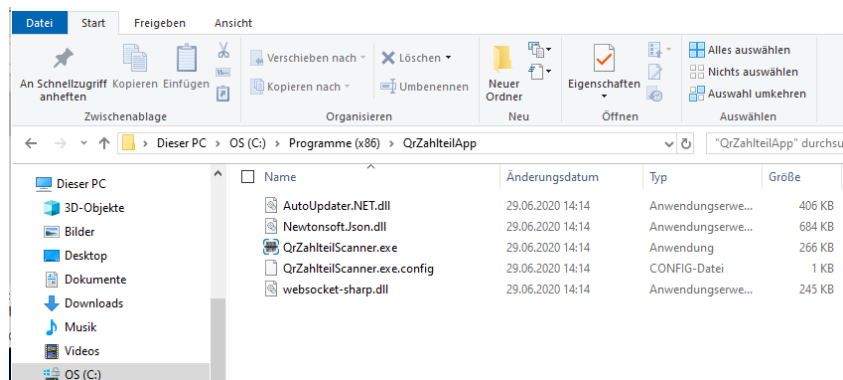 Datei Start Freigeben Ansicht
Verschieben nach Löschen Alles auswählen
Kopieren nach Umbenennen Nichts auswählen
An Schnellzugriff anheften Kopieren Einfügen Neuer Ordner Eigenschaften Auswahl umkehren
Zwischenablage Organisieren Neu Öffnen Auswählen
Dieser PC > OS (C:) > Programme (x86) > QrZahlteilApp "QrZahlteilApp" durchsu
Dieser PC
3D-Objekte
Bilder
Desktop
Dokumente
Downloads
Musik
Videos
OS (C:)
Name Änderungsdatum Typ Größe
AutoUpdater.NET.dll 29.06.2020 14:14 Anwendungserwe... 406 KB
Newtonsoft.Json.dll 29.06.2020 14:14 Anwendungserwe... 684 KB
QrZahlteilScanner.exe 29.06.2020 14:14 Anwendung 266 KB
QrZahlteilScanner.exe.config 29.06.2020 14:14 CONFIG-Datei 1 KB
websocket-sharp.dll 29.06.2020 14:14 Anwendungserwe... 245 KB